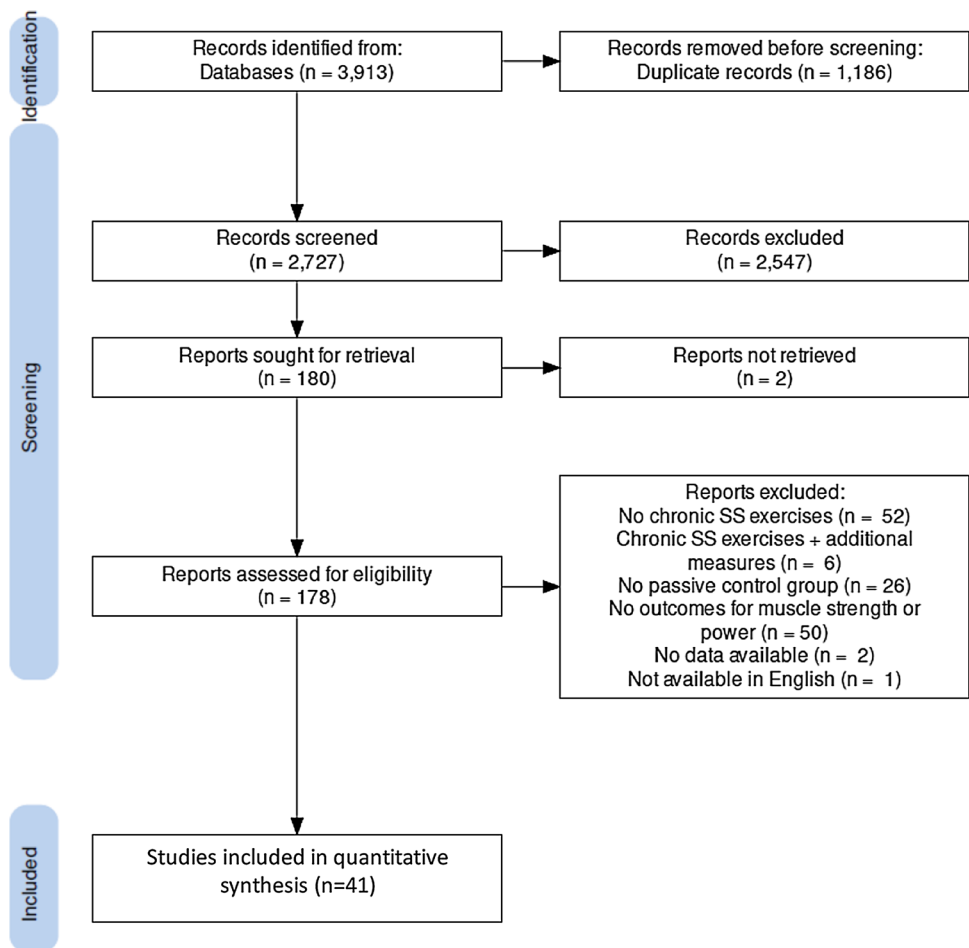 Identification
Records identified from:
Databases (n = 3,913)
Records removed before screening:
Duplicate records (n = 1,186)
Screening
Records screened
(n = 2,727)
Records excluded
(n = 2,547)
Reports sought for retrieval
(n = 180)
Reports not retrieved
(n = 2)
Reports assessed for eligibility
(n = 178)
Reports excluded:
No chronic SS exercises (n = 52)
Chronic SS exercises + additional
measures (n = 6)
No passive control group (n = 26)
No outcomes for muscle strength or
power (n = 50)
No data available (n = 2)
Not available in English (n = 1)
Included
Studies included in quantitative
synthesis (n=41)